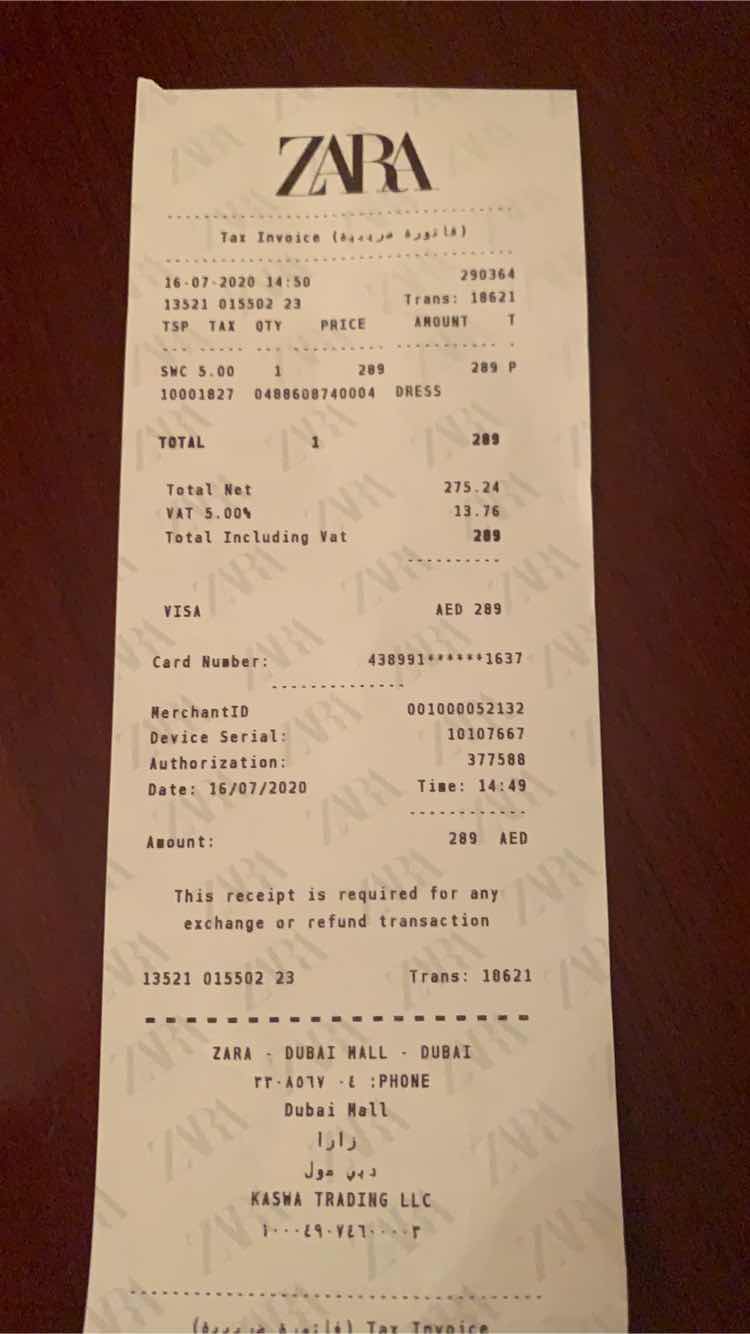 ZARA
Tax Invoice (فاتورة ضريبية)
16-07-2020 14:50 290364
13521 015502 23 Trans: 18621
TSP TAX QTY PRICE AMOUNT T
SWC 5.00 1 289 289 P
10001827 0488608740004 DRESS
TOTAL 1 289
Total Net 275.24
VAT 5.00% 13.76
Total Including Vat 289
VISA AED 289
Card Number: 438991******1637
MerchantID 001000052132
Device Serial: 10107667
Authorization: 377588
Date: 16/07/2020 Time: 14:49
Amount: 289 AED
This receipt is required for any
exchange or refund transaction
13521 015502 23 Trans: 18621
ZARA - DUBAI MALL - DUBAI
٣٣٠٨٥٦٧ ٠٤ :PHONE
Dubai Mall
زارا
دبي مول
KASWA TRADING LLC
١٠٠٠٤٩٠٧٤٦٠٠٠٠٣
(فاتورة ضريبية) Tax Invoice